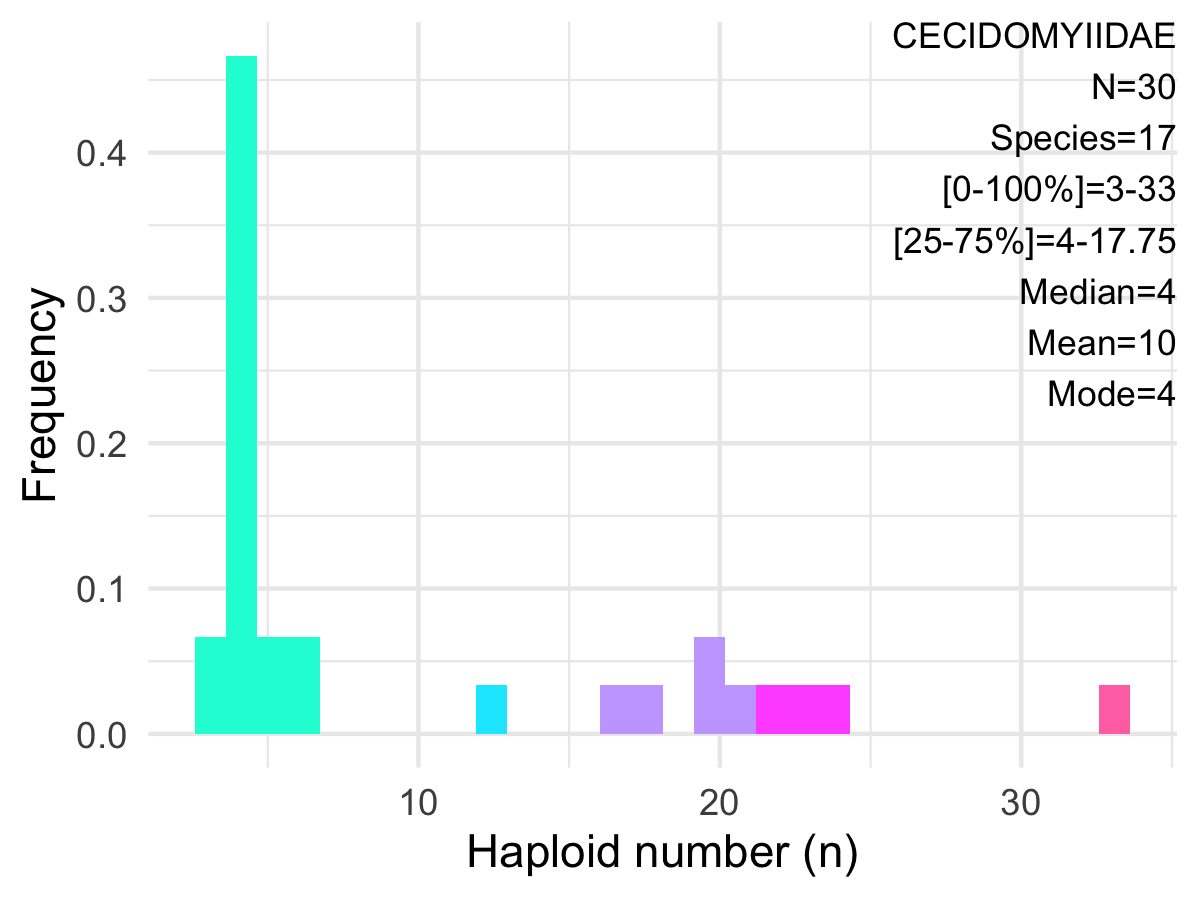 CECIDOMYIIDAE
N=30
Species=17
[0-100%]=3-33
[25-75%]=4-17.75
Median=4
Mean=10
Mode=4
Frequency
0.4
0.3
0.2
0.1
0.0
10 20 30
Haploid number (n)